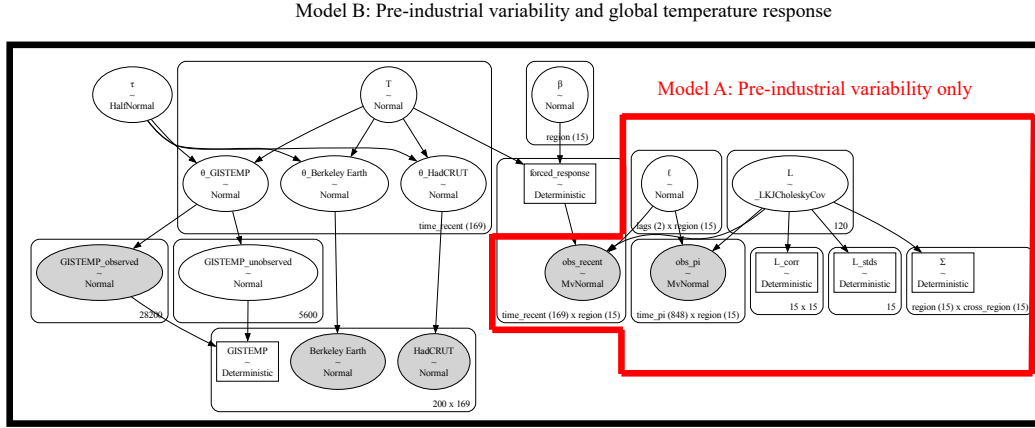 Model B: Pre-industrial variability and global temperature response
Model A: Pre-industrial variability only
τ
~
HalfNormal
T
~
Normal
β
~
Normal
region (15)
θ_GISTEMP
~
Normal
θ_Berkeley Earth
~
Normal
θ_HadCRUT
~
Normal
time_recent (169)
forced_response
~
Deterministic
ℓ
~
Normal
lags (2) x region (15)
L
~
_LKJCholeskyCov
120
GISTEMP_observed
~
Normal
28200
GISTEMP_unobserved
~
Normal
5600
obs_recent
~
MvNormal
time_recent (169) x region (15)
obs_pi
~
MvNormal
time_pi (848) x region (15)
L_corr
~
Deterministic
15 x 15
L_stds
~
Deterministic
15
Σ
~
Deterministic
region (15) x cross_region (15)
GISTEMP
~
Deterministic
Berkeley Earth
~
Normal
HadCRUT
~
Normal
200 x 169